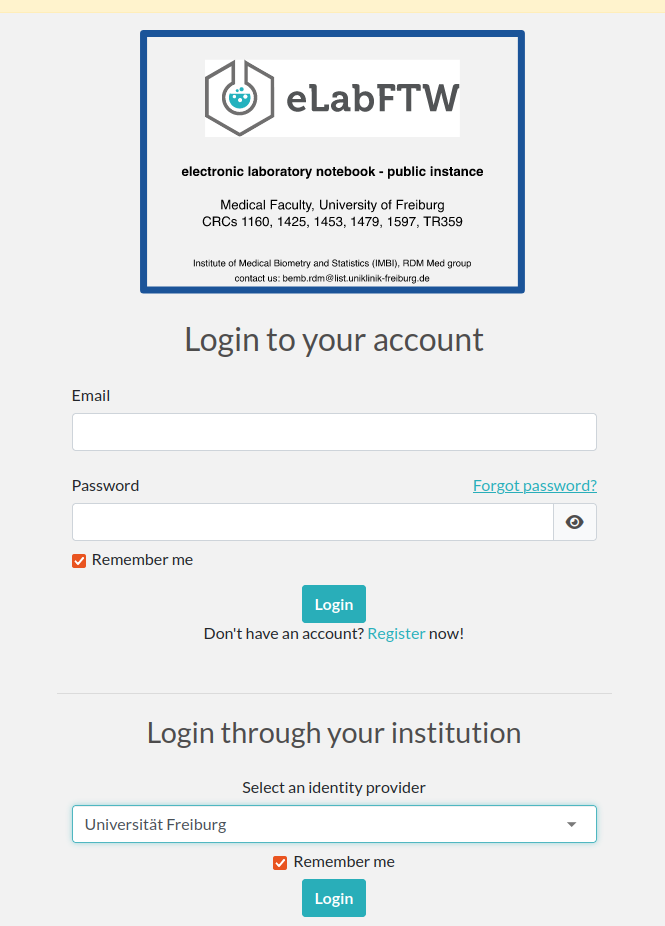 eLabFTW
electronic laboratory notebook - public instance
Medical Faculty, University of Freiburg
CRCs 1160, 1425, 1453, 1479, 1597, TR359
Institute of Medical Biometry and Statistics (IMBI), RDM Med group
contact us: bemb.rdm@list.uniklinik-freiburg.de
Login to your account
Email
Password Forgot password?
Remember me
Login
Don't have an account? Register now!
Login through your institution
Select an identity provider
Universität Freiburg
Remember me
Login